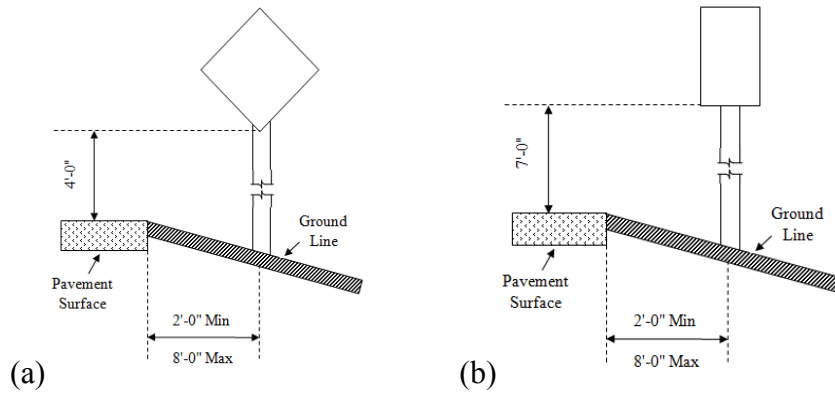 4'-0"
Ground
Line
Pavement
Surface
2'-0" Min
8'-0" Max
(a)
7'-0"
Ground
Line
Pavement
Surface
2'-0" Min
8'-0" Max
(b)